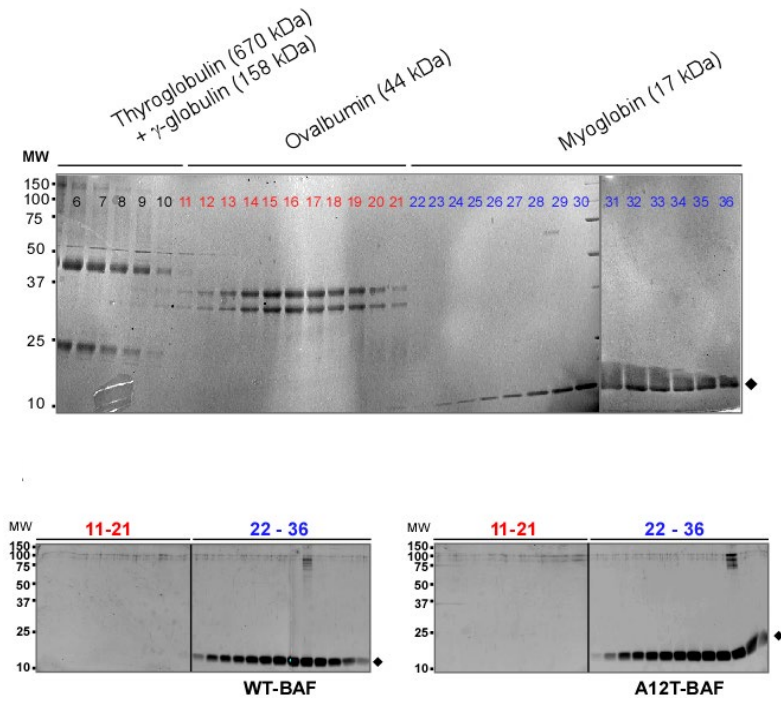 Thyroglobulin (670 kDa)
+ γ-globulin (158 kDa)
Ovalbumin (44 kDa)
Myoglobin (17 kDa)
MW
150
100
75
50
37
25
10
6 7 8 9 10 11 12 13 14 15 16 17 18 19 20 21 22 23 24 25 26 27 28 29 30 31 32 33 34 35 36
MW
11-21
22 - 36
150
100
75
50
37
25
10
WT-BAF
MW
11-21
22 - 36
150
100
75
50
37
25
10
A12T-BAF